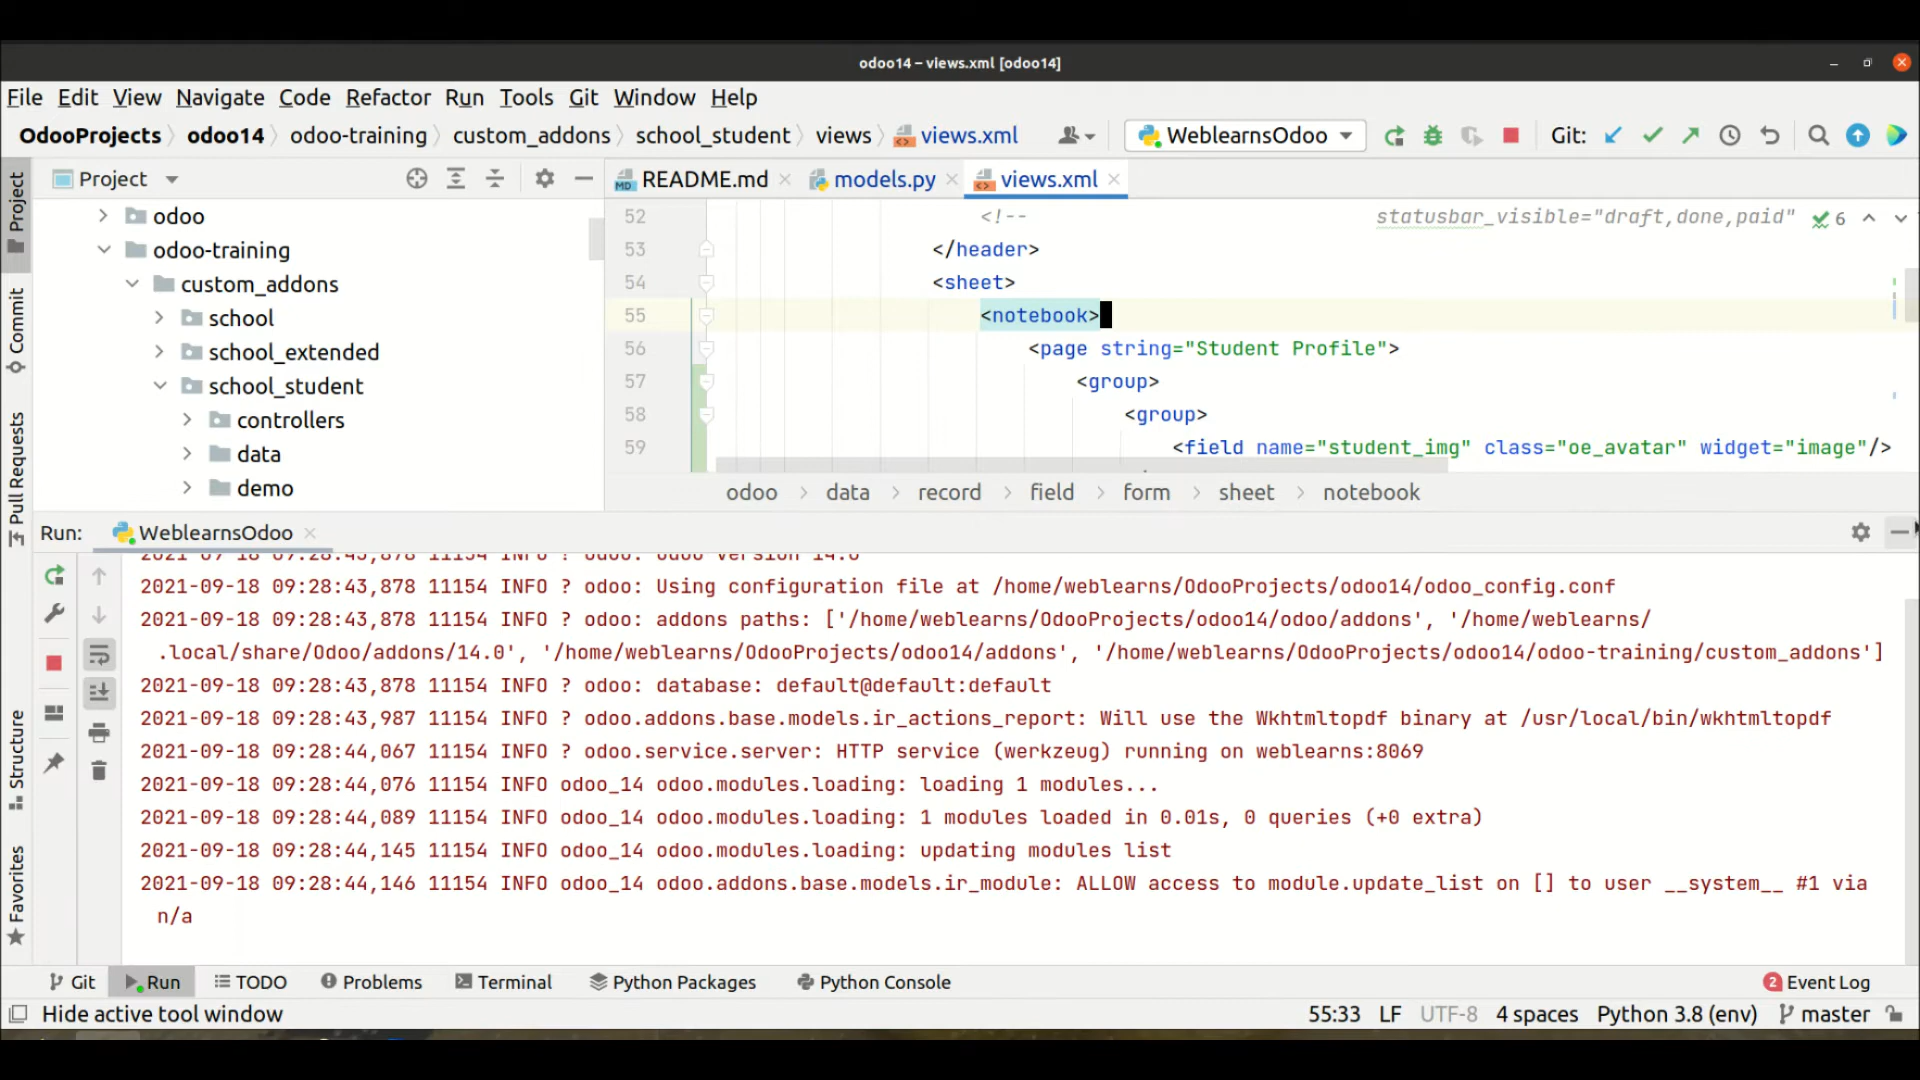 odoo14 – views.xml [odoo14]
File Edit View Navigate Code Refactor Run Tools Git Window Help
OdooProjects odoo14 odoo-training custom_addons school_student views views.xml WeblearnsOdoo Git:
Project README.md models.py views.xml
odoo
odoo-training
custom_addons
school
school_extended
school_student
controllers
data
demo
52 <!-- statusbar_visible="draft,done,paid" 6
53 </header>
54 <sheet>
55 <notebook>
56 <page string="Student Profile">
57 <group>
58 <group>
59 <field name="student_img" class="oe_avatar" widget="image"/>
odoo data record field form sheet notebook
Project
Commit
Pull Requests
Structure
Favorites
Run: WeblearnsOdoo
2021-09-18 09:28:43,878 11154 INFO ? odoo: Odoo version 14.0
2021-09-18 09:28:43,878 11154 INFO ? odoo: Using configuration file at /home/weblearns/OdooProjects/odoo14/odoo_config.conf
2021-09-18 09:28:43,878 11154 INFO ? odoo: addons paths: ['/home/weblearns/OdooProjects/odoo14/odoo/addons', '/home/weblearns/
.local/share/Odoo/addons/14.0', '/home/weblearns/OdooProjects/odoo14/addons', '/home/weblearns/OdooProjects/odoo14/odoo-training/custom_addons']
2021-09-18 09:28:43,878 11154 INFO ? odoo: database: default@default:default
2021-09-18 09:28:43,987 11154 INFO ? odoo.addons.base.models.ir_actions_report: Will use the Wkhtmltopdf binary at /usr/local/bin/wkhtmltopdf
2021-09-18 09:28:44,067 11154 INFO ? odoo.service.server: HTTP service (werkzeug) running on weblearns:8069
2021-09-18 09:28:44,076 11154 INFO odoo_14 odoo.modules.loading: loading 1 modules...
2021-09-18 09:28:44,089 11154 INFO odoo_14 odoo.modules.loading: 1 modules loaded in 0.01s, 0 queries (+0 extra)
2021-09-18 09:28:44,145 11154 INFO odoo_14 odoo.modules.loading: updating modules list
2021-09-18 09:28:44,146 11154 INFO odoo_14 odoo.addons.base.models.ir_module: ALLOW access to module.update_list on [] to user __system__ #1 via
n/a
Git Run TODO Problems Terminal Python Packages Python Console 2 Event Log
Hide active tool window 55:33 LF UTF-8 4 spaces Python 3.8 (env) master